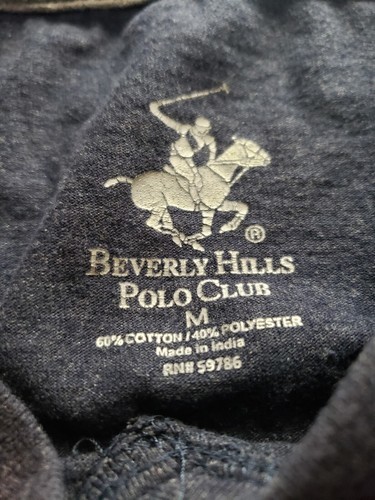 ®
BEVERLY HILLS
POLO CLUB
M
60% COTTON / 40% POLYESTER
Made in India
RN# 59786